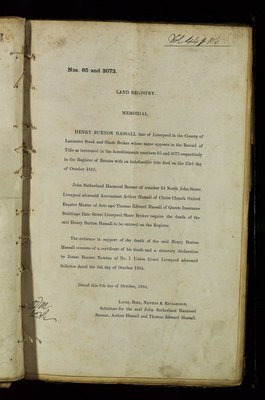 Nos. 65 and 3073.
LAND REGISTRY.
MEMORIAL,
HENRY BURTON HASSALL late of Liverpool in the County of
Lancaster Stock and Share Broker whose name appears in the Record of
Title as interested in the hereditaments numbers 65 and 3073 respectively
in the Register of Estates with an indefeasible title died on the 23rd day
of October 1883.
John Sutherland Harmood Banner of number 24 North John Street
Liverpool aforesaid Accountant Arthur Hassall of Christ Church Oxford
Esquire Master of Arts and Thomas Edward Hassall of Queen Insurance
Buildings Dale Street Liverpool Share Broker require the death of the
said Henry Burton Hassall to be entered on the Register.
The evidence in support of the death of the said Henry Burton
Hassall consists of a certificate of his death and a statutory declaration
by James Banner Newton of No. 1 Union Court Liverpool aforesaid
Solicitor dated the 8th day of October 1884.
Dated this 9th day of October, 1884.
NEWTON &
Solicitors for the said John Sutherland Harmood
Banner, Arthur Hassall and Thomas Edward Hassall.